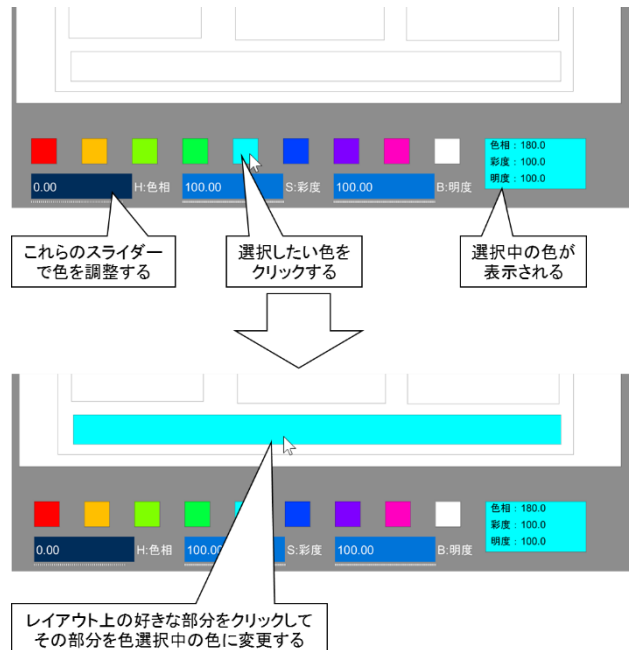 色相：180.0
彩度：100.0
明度：100.0
0.00 H:色相 100.00 S:彩度 100.00 B:明度
これらのスライダー
で色を調整する
選択したい色を
クリックする
選択中の色が
表示される
色相：180.0
彩度：100.0
明度：100.0
0.00 H:色相 100.00 S:彩度 100.00 B:明度
レイアウト上の好きな部分をクリックして
その部分を色選択中の色に変更する